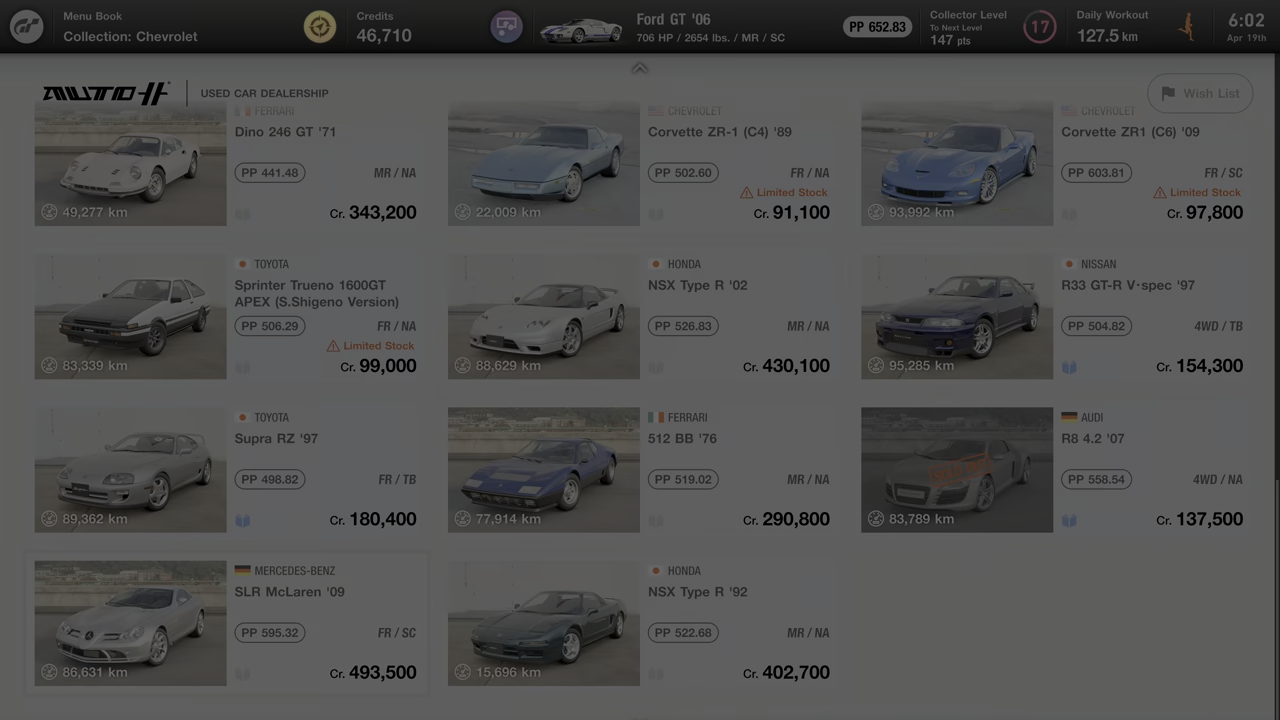 Menu Book
Collection: Chevrolet
Credits
46,710
Ford GT '06
706 HP / 2654 lbs. / MR / SC
PP 652.83
Collector Level
To Next Level
147 pts
17
Daily Workout
127.5 km
6:02
Apr 19th
AUTO
USED CAR DEALERSHIP
Wish List
FERRARI
Dino 246 GT '71
PP 441.48
MR / NA
49,277 km
Cr. 343,200
CHEVROLET
Corvette ZR-1 (C4) '89
PP 502.60
FR / NA
Limited Stock
22,009 km
Cr. 91,100
CHEVROLET
Corvette ZR1 (C6) '09
PP 603.81
FR / SC
Limited Stock
93,992 km
Cr. 97,800
TOYOTA
Sprinter Trueno 1600GT
APEX (S.Shigeno Version)
PP 506.29
FR / NA
Limited Stock
83,339 km
Cr. 99,000
HONDA
NSX Type R '02
PP 526.83
MR / NA
88,629 km
Cr. 430,100
NISSAN
R33 GT-R V·spec '97
PP 504.82
4WD / TB
95,285 km
Cr. 154,300
TOYOTA
Supra RZ '97
PP 498.82
FR / TB
89,362 km
Cr. 180,400
FERRARI
512 BB '76
PP 519.02
MR / NA
77,914 km
Cr. 290,800
AUDI
R8 4.2 '07
PP 558.54
4WD / NA
83,789 km
Cr. 137,500
MERCEDES-BENZ
SLR McLaren '09
PP 595.32
FR / SC
86,631 km
Cr. 493,500
HONDA
NSX Type R '92
PP 522.68
MR / NA
15,696 km
Cr. 402,700